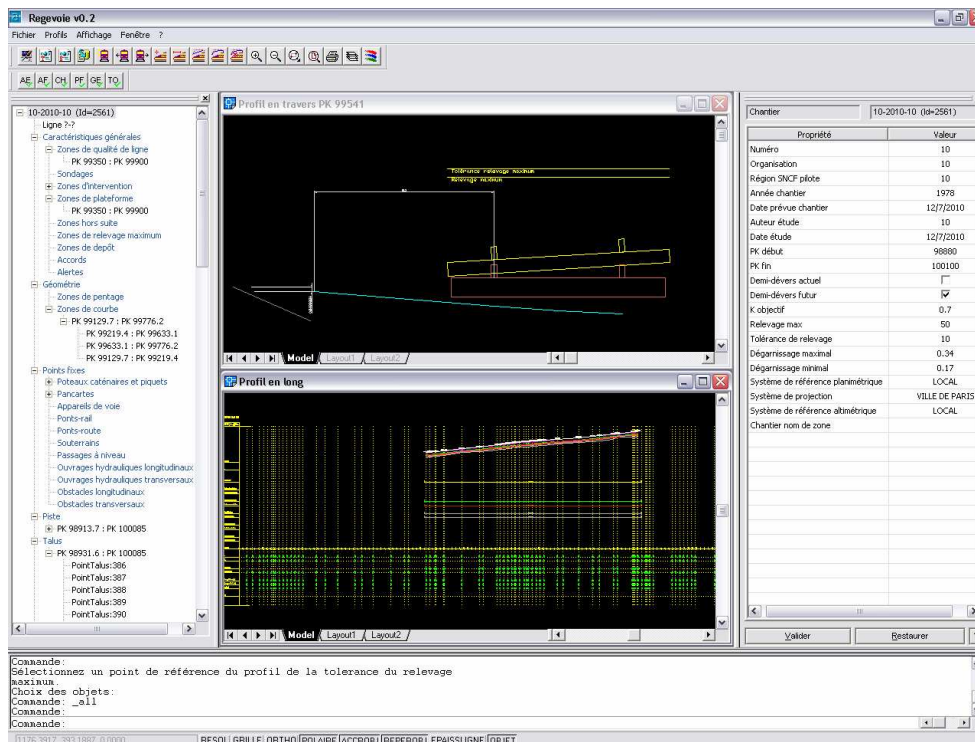 Regevoie v0.2
Fichier Profils Affichage Fenêtre ?
AE AF CH PF GE TO
10-2010-10 (Id=2561)
Ligne ?-?
Caractéristiques générales
Zones de qualité de ligne
PK 99350 : PK 99900
Sondages
Zones d'intervention
Zones de plateforme
PK 99350 : PK 99900
Zones hors suite
Zones de relevage maximum
Zones de depôt
Accords
Alertes
Géométrie
Zones de pentage
Zones de courbe
PK 99129.7 : PK 99776.2
PK 99219.4 : PK 99633.1
PK 99633.1 : PK 99776.2
PK 99129.7 : PK 99219.4
Points fixes
Poteaux caténaires et piquets
Pancartes
Appareils de voie
Ponts-rail
Ponts-route
Souterrains
Passages à niveau
Ouvrages hydrauliques longitudinaux
Ouvrages hydrauliques transversaux
Obstacles longitudinaux
Obstacles transversaux
Piste
PK 98913.7 : PK 100085
Talus
PK 98931.6 : PK 100085
PointTalus:386
PointTalus:387
PointTalus:388
PointTalus:389
PointTalus:390
Profil en travers PK 99541
Tolérance relevage maximum
Relevage maximum
Model Layout1 Layout2
Profil en long
Model Layout1 Layout2
Chantier 10-2010-10 (Id=2561)
Propriété Valeur
Numéro 10
Organisation 10
Région SNCF pilote 10
Année chantier 1978
Date prévue chantier 12/7/2010
Auteur étude 10
Date étude 12/7/2010
PK début 98880
PK fin 100100
Demi-dévers actuel
Demi-dévers futur
K objectif 0.7
Relevage max 50
Tolérance de relevage 10
Dégarnissage maximal 0.34
Dégarnissage minimal 0.17
Système de référence planimétrique LOCAL
Système de projection VILLE DE PARIS
Système de référence altimétrique LOCAL
Chantier nom de zone
Valider Restaurer
Commande:
Sélectionnez un point de référence du profil de la tolerance du relevage
maximum.
Choix des objets:
Commande: _all
Commande:
Commande:
RESOL GRILLE ORTHO POLAIRE ACCROBJ REPEROBJ EPAISSLIGNE OBJET